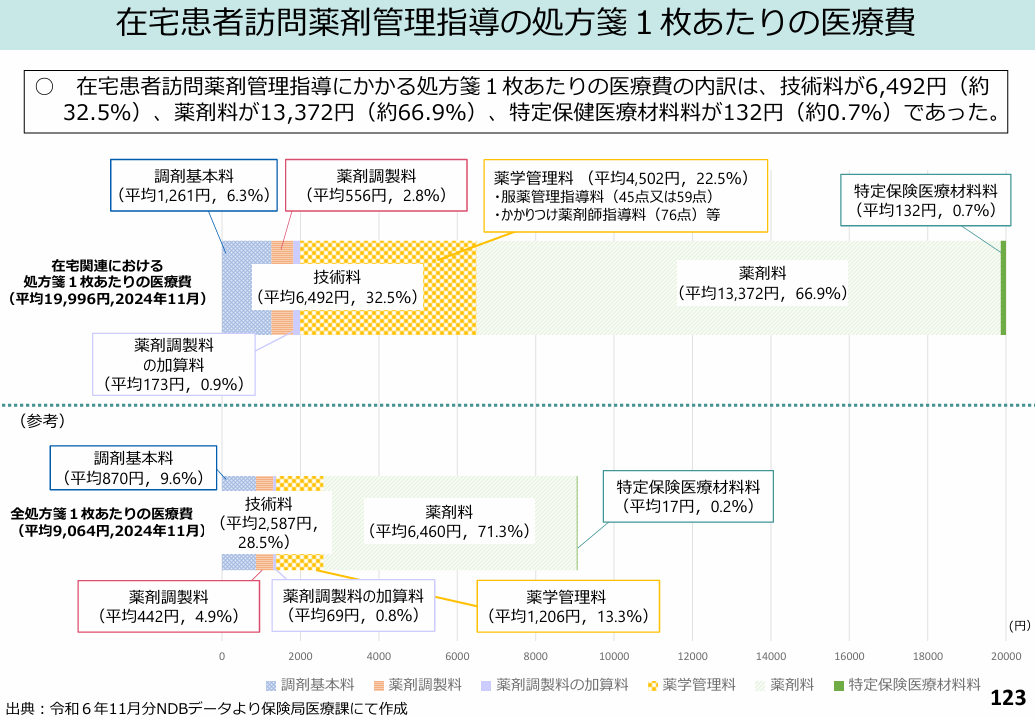 在宅患者訪問薬剤管理指導の処方箋１枚あたりの医療費
○　在宅患者訪問薬剤管理指導にかかる処方箋１枚あたりの医療費の内訳は、技術料が6,492円（約
32.5%）、薬剤料が13,372円（約66.9%）、特定保健医療材料料が132円（約0.7%）であった。
調剤基本料
（平均1,261円，6.3%）
薬剤調製料
（平均556円，2.8%）
薬学管理料 （平均4,502円，22.5%）
・服薬管理指導料（45点又は59点）
・かかりつけ薬剤師指導料（76点）等
特定保険医療材料料
（平均132円，0.7%）
在宅関連における
処方箋１枚あたりの医療費
（平均19,996円,2024年11月）
技術料
（平均6,492円，32.5%）
薬剤料
（平均13,372円，66.9%）
薬剤調製料
の加算料
（平均173円，0.9%）
（参考）
調剤基本料
（平均870円，9.6%）
特定保険医療材料料
（平均17円，0.2%）
全処方箋１枚あたりの医療費
（平均9,064円,2024年11月）
技術料
（平均2,587円，
28.5%）
薬剤料
（平均6,460円，71.3%）
薬剤調製料
（平均442円，4.9%）
薬剤調製料の加算料
（平均69円，0.8%）
薬学管理料
（平均1,206円，13.3%）
(円)
0 2000 4000 6000 8000 10000 12000 14000 16000 18000 20000
調剤基本料 薬剤調製料 薬剤調製料の加算料 薬学管理料 薬剤料 特定保険医療材料料
123
出典：令和６年11月分NDBデータより保険局医療課にて作成